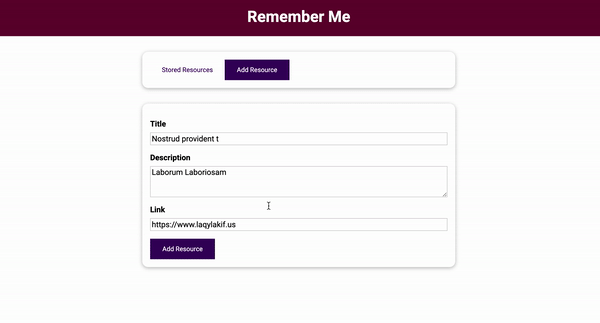 Remember Me
Stored Resources Add Resource
Title
Nostrud provident t
Description
Laborum Laboriosam
Link
https://www.laqylakif.us
Add Resource